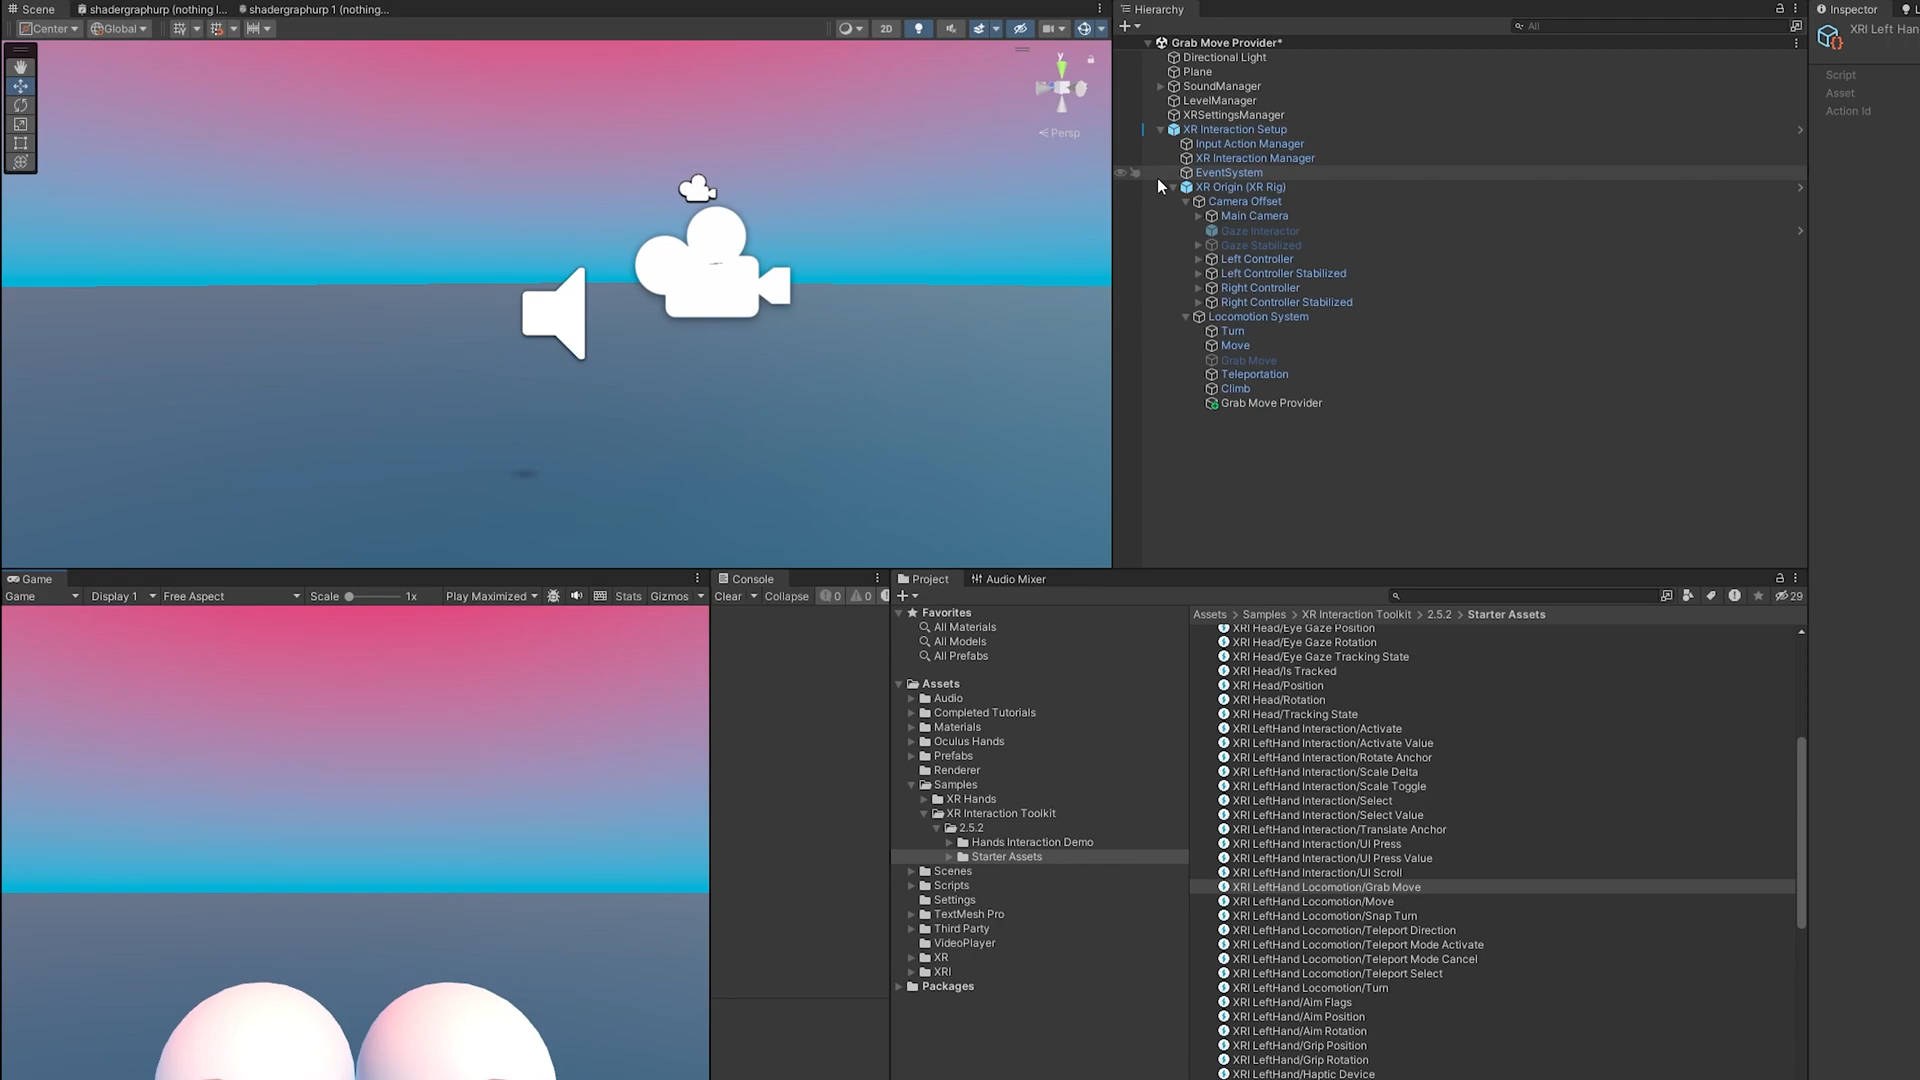 Scene
shadergraphurp (nothing l...
shadergraphurp 1 (nothing...
Center
Global
2D
y
Persp
Hierarchy
All
Grab Move Provider*
Directional Light
Plane
SoundManager
LevelManager
XRSettingsManager
XR Interaction Setup
Input Action Manager
XR Interaction Manager
EventSystem
XR Origin (XR Rig)
Camera Offset
Main Camera
Gaze Interactor
Gaze Stabilized
Left Controller
Left Controller Stabilized
Right Controller
Right Controller Stabilized
Locomotion System
Turn
Move
Grab Move
Teleportation
Climb
Grab Move Provider
Inspector
XRI Left Han
Script
Asset
Action Id
Game
Game
Display 1
Free Aspect
Scale
1x
Play Maximized
Stats
Gizmos
Console
Clear
Collapse
0
0
Project
Audio Mixer
29
Favorites
All Materials
All Models
All Prefabs
Assets
Audio
Completed Tutorials
Materials
Oculus Hands
Prefabs
Renderer
Samples
XR Hands
XR Interaction Toolkit
2.5.2
Hands Interaction Demo
Starter Assets
Scenes
Scripts
Settings
TextMesh Pro
Third Party
VideoPlayer
XR
XRI
Packages
Assets > Samples > XR Interaction Toolkit > 2.5.2 > Starter Assets
XRI Head/Eye Gaze Position
XRI Head/Eye Gaze Rotation
XRI Head/Eye Gaze Tracking State
XRI Head/Is Tracked
XRI Head/Position
XRI Head/Rotation
XRI Head/Tracking State
XRI LeftHand Interaction/Activate
XRI LeftHand Interaction/Activate Value
XRI LeftHand Interaction/Rotate Anchor
XRI LeftHand Interaction/Scale Delta
XRI LeftHand Interaction/Scale Toggle
XRI LeftHand Interaction/Select
XRI LeftHand Interaction/Select Value
XRI LeftHand Interaction/Translate Anchor
XRI LeftHand Interaction/UI Press
XRI LeftHand Interaction/UI Press Value
XRI LeftHand Interaction/UI Scroll
XRI LeftHand Locomotion/Grab Move
XRI LeftHand Locomotion/Move
XRI LeftHand Locomotion/Snap Turn
XRI LeftHand Locomotion/Teleport Direction
XRI LeftHand Locomotion/Teleport Mode Activate
XRI LeftHand Locomotion/Teleport Mode Cancel
XRI LeftHand Locomotion/Teleport Select
XRI LeftHand Locomotion/Turn
XRI LeftHand/Aim Flags
XRI LeftHand/Aim Position
XRI LeftHand/Aim Rotation
XRI LeftHand/Grip Position
XRI LeftHand/Grip Rotation
XRI LeftHand/Haptic Device